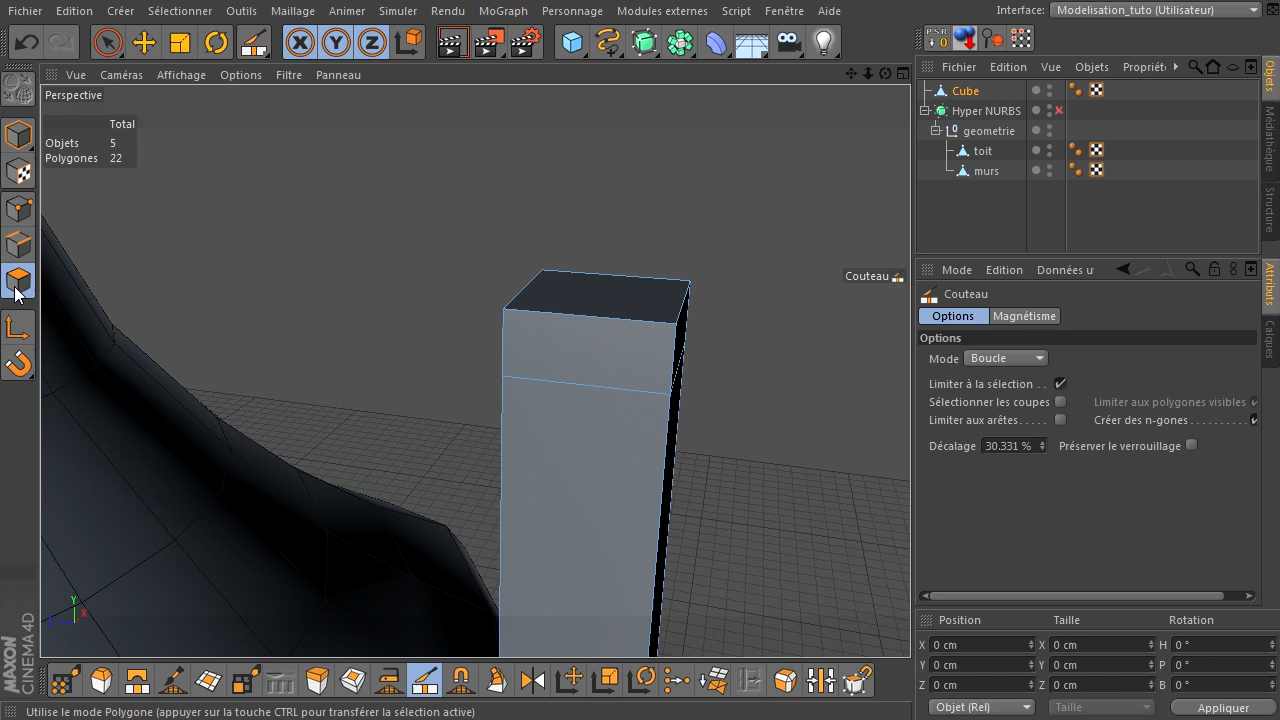 Fichier Edition Créer Sélectionner Outils Maillage Animer Simuler Rendu MoGraph Personnage Modules externes Script Fenêtre Aide Interface: Modelisation_tuto (Utilisateur)
X Y Z PSR
Vue Caméras Affichage Options Filtre Panneau
Fichier Edition Vue Objets Propriét
Perspective
Cube
Hyper NURBS
geometrie
toit
murs
Total
Objets 5
Polygones 22
Objets
Médiathèque
Structure
Couteau
Mode Edition Données u
Couteau
Options Magnétisme
Options
Mode Boucle
Limiter à la sélection . .
Sélectionner les coupes Limiter aux polygones visibles
Limiter aux arêtes. . . . . Créer des n-gones . . . . . . . . . .
Décalage 30.331 % Préserver le verrouillage
Attributs
Calques
Y
X
Z
MAXON
CINEMA 4D
Position Taille Rotation
X 0 cm X 0 cm H 0 °
Y 0 cm Y 0 cm P 0 °
Z 0 cm Z 0 cm B 0 °
Objet (Rel) Taille Appliquer
Utilise le mode Polygone (appuyer sur la touche CTRL pour transférer la sélection active)